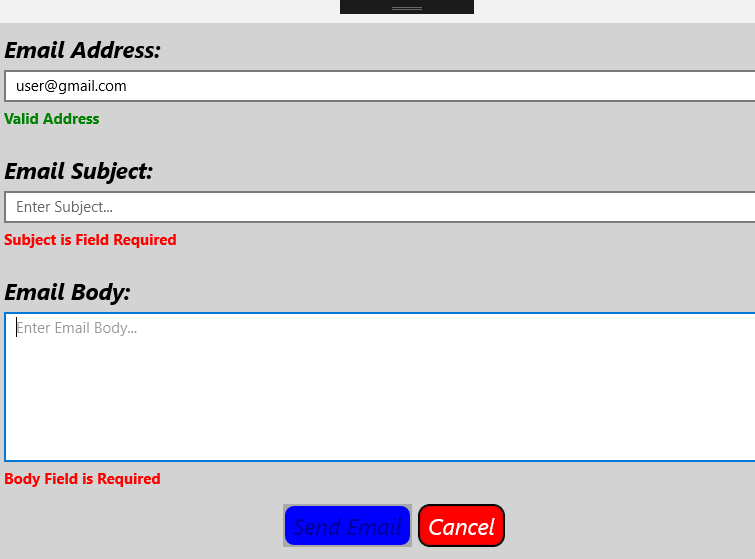 Email Address:
user@gmail.com
Valid Address
Email Subject:
Enter Subject...
Subject is Field Required
Email Body:
Enter Email Body...
Body Field is Required
Send Email Cancel